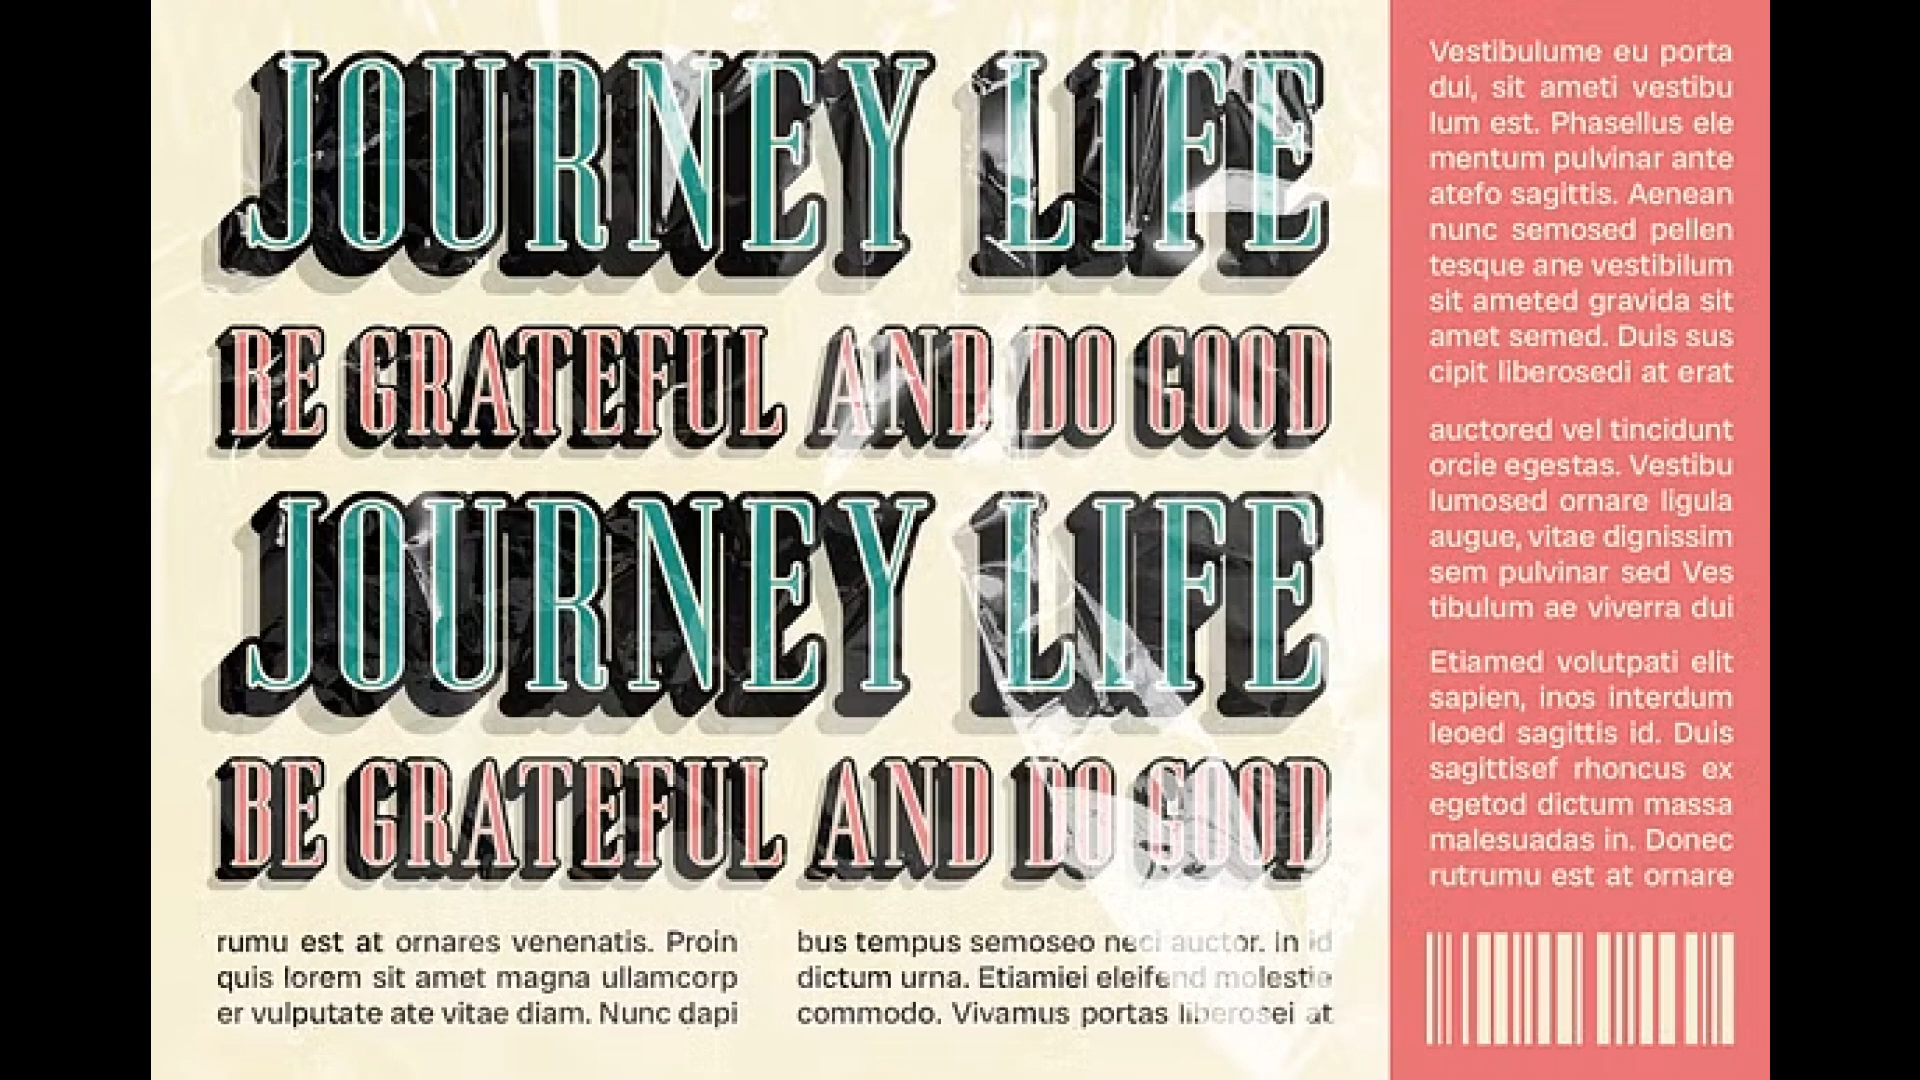 JOURNEY LIFE
BE GRATEFUL AND DO GOOD
JOURNEY LIFE
BE GRATEFUL AND DO GOOD
rumu est at ornares venenatis. Proin
quis lorem sit amet magna ullamcorp
er vulputate ate vitae diam. Nunc dapi
bus tempus semoseo neci auctor. In id
dictum urna. Etiamiei eleifend molestie
commodo. Vivamus portas liberosei at
Vestibulume eu porta
dui, sit ameti vestibu
lum est. Phasellus ele
mentum pulvinar ante
atefo sagittis. Aenean
nunc semosed pellen
tesque ane vestibilum
sit ameted gravida sit
amet semed. Duis sus
cipit liberosedi at erat
auctored vel tincidunt
orcie egestas. Vestibu
lumosed ornare ligula
augue, vitae dignissim
sem pulvinar sed Ves
tibulum ae viverra dui
Etiamed volutpati elit
sapien, inos interdum
leoed sagittis id. Duis
sagittisef rhoncus ex
egetod dictum massa
malesuadas in. Donec
rutrumu est at ornare